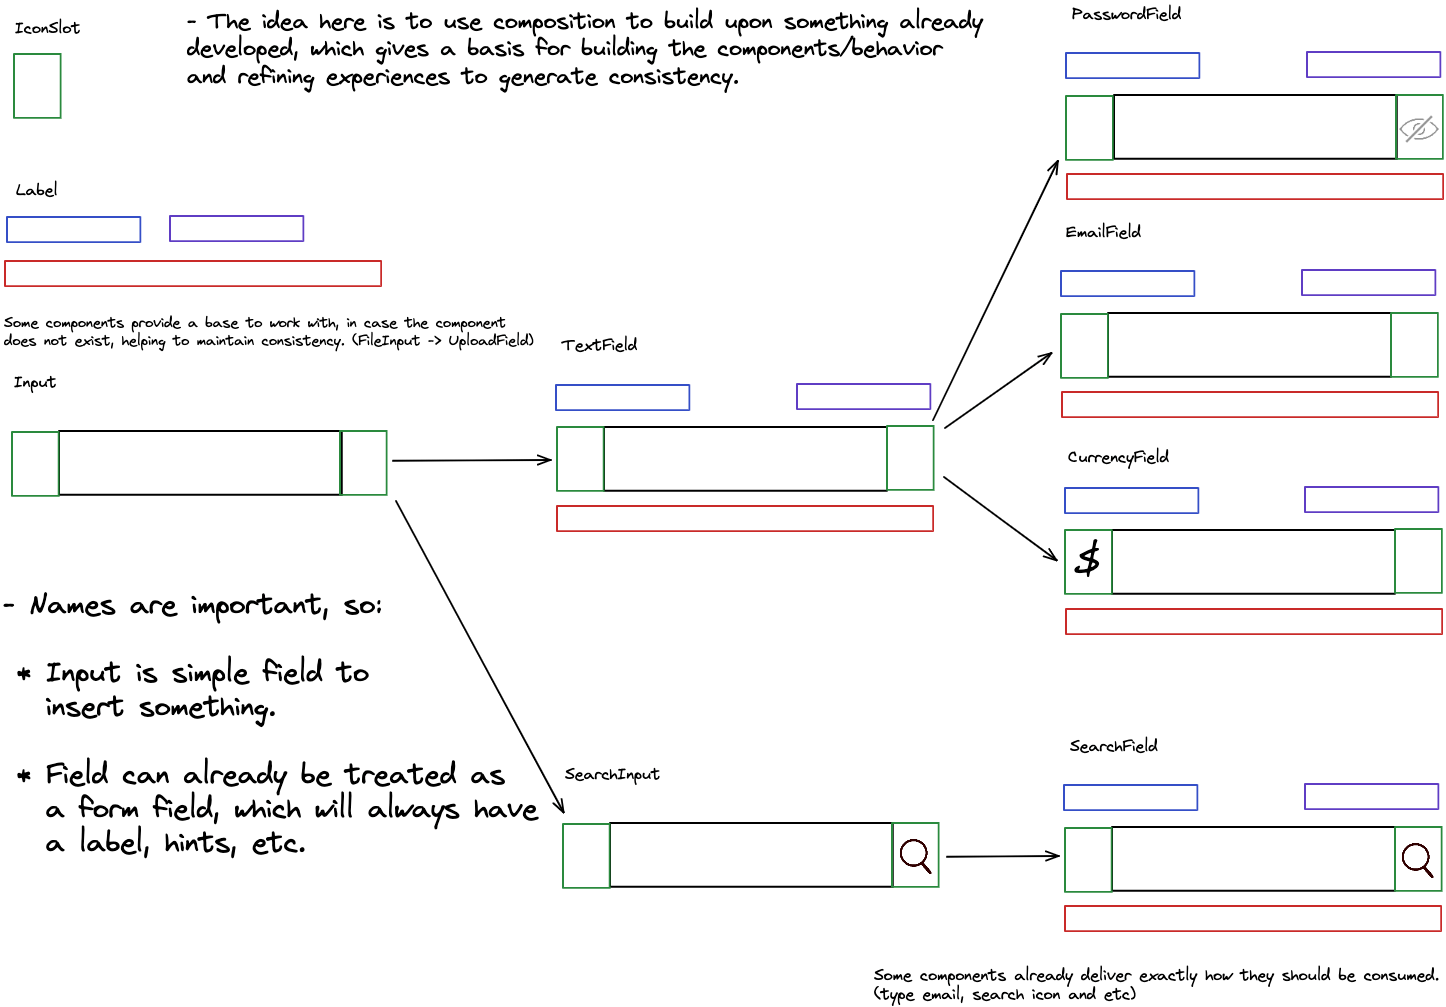 IconSlot
- The idea here is to use composition to build upon something already
developed, which gives a basis for building the components/behavior
and refining experiences to generate consistency.
PasswordField
Label
EmailField
Some components provide a base to work with, in case the component
does not exist, helping to maintain consistency. (FileInput -> UploadField)
TextField
Input
CurrencyField
$
- Names are important, so:
* Input is simple field to
insert something.
* Field can already be treated as
a form field, which will always have
a label, hints, etc.
SearchInput
SearchField
Some components already deliver exactly how they should be consumed.
(type email, search icon and etc)